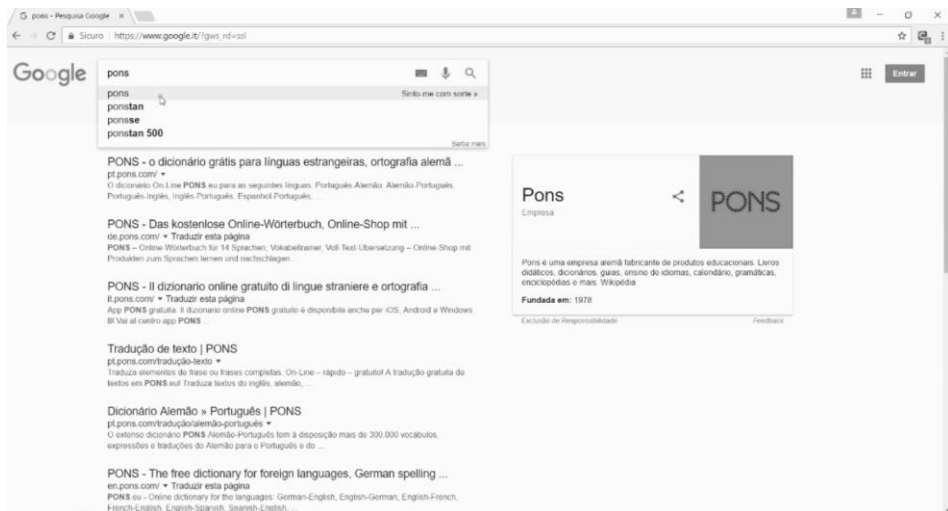 G pons - Pesquisa Google
Sicuro | https://www.google.it/?gws_rd=ssl
Google
pons
Entrar
pons
Sinto-me com sorte »
ponstan
ponsse
ponstan 500
Saiba mais
PONS - o dicionário grátis para línguas estrangeiras, ortografia alemã ...
pt.pons.com/
O dicionário On-Line PONS.eu para as seguintes línguas. Português-Alemão, Alemão-Português,
Português-Inglês, Inglês-Português, Espanhol-Português, ...
PONS - Das kostenlose Online-Wörterbuch, Online-Shop mit ...
de.pons.com/ Traduzir esta página
PONS – Online-Wörterbuch für 14 Sprachen, Vokabeltrainer, Voll-Text-Übersetzung – Online-Shop mit
Produkten zum Sprachen lernen und nachschlagen ...
PONS - Il dizionario online gratuito di lingue straniere e ortografia ...
it.pons.com/ Traduzir esta página
App PONS gratuita. Il dizionario online PONS gratuito è disponibile anche per iOS, Android e Windows
8! Vai al centro app PONS ...
Tradução de texto | PONS
pt.pons.com/tradução-texto
Traduza elementos de frase ou frases completas. On-Line – rápido – gratuito! A tradução gratuita de
textos em PONS.eu! Traduza textos do inglês, alemão, ...
Dicionário Alemão » Português | PONS
pt.pons.com/tradução/alemão-português
O extenso dicionário PONS Alemão-Português tem à disposição mais de 300.000 vocábulos,
expressões e traduções do Alemão para o Português e do ...
PONS - The free dictionary for foreign languages, German spelling ...
en.pons.com/ Traduzir esta página
PONS.eu - Online dictionary for the languages: German-English, English-German, English-French,
French-English, English-Spanish, Spanish-English, ...
Pons
Empresa
PONS
Pons é uma empresa alemã fabricante de produtos educacionais. Livros
didáticos, dicionários, guias, ensino de idiomas, calendário, gramáticas,
enciclopédias e mais. Wikipédia
Fundada em: 1978
Exclusão de Responsabilidade
Feedback